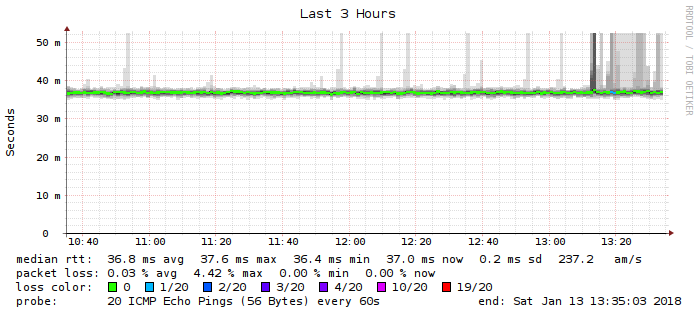 Last 3 Hours
RRDTOOL / TOBI OETIKER
Seconds
50 m
40 m
30 m
20 m
10 m
0
10:40 11:00 11:20 11:40 12:00 12:20 12:40 13:00 13:20
median rtt: 36.8 ms avg 37.6 ms max 36.4 ms min 37.0 ms now 0.2 ms sd 237.2 am/s
packet loss: 0.03 % avg 4.42 % max 0.00 % min 0.00 % now
loss color: 0 1/20 2/20 3/20 4/20 10/20 19/20
probe: 20 ICMP Echo Pings (56 Bytes) every 60s end: Sat Jan 13 13:35:03 2018